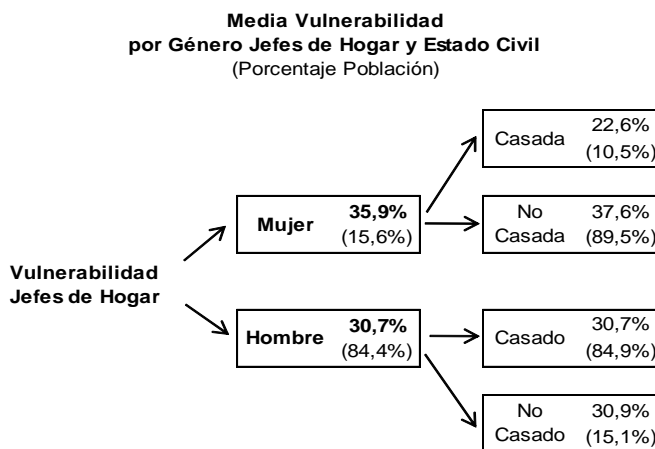 Media Vulnerabilidad
por Género Jefes de Hogar y Estado Civil
(Porcentaje Población)
Casada 22,6%
(10,5%)
Mujer 35,9%
(15,6%)
No Casada 37,6%
(89,5%)
Vulnerabilidad
Jefes de Hogar
Hombre 30,7%
(84,4%)
Casado 30,7%
(84,9%)
No Casado 30,9%
(15,1%)